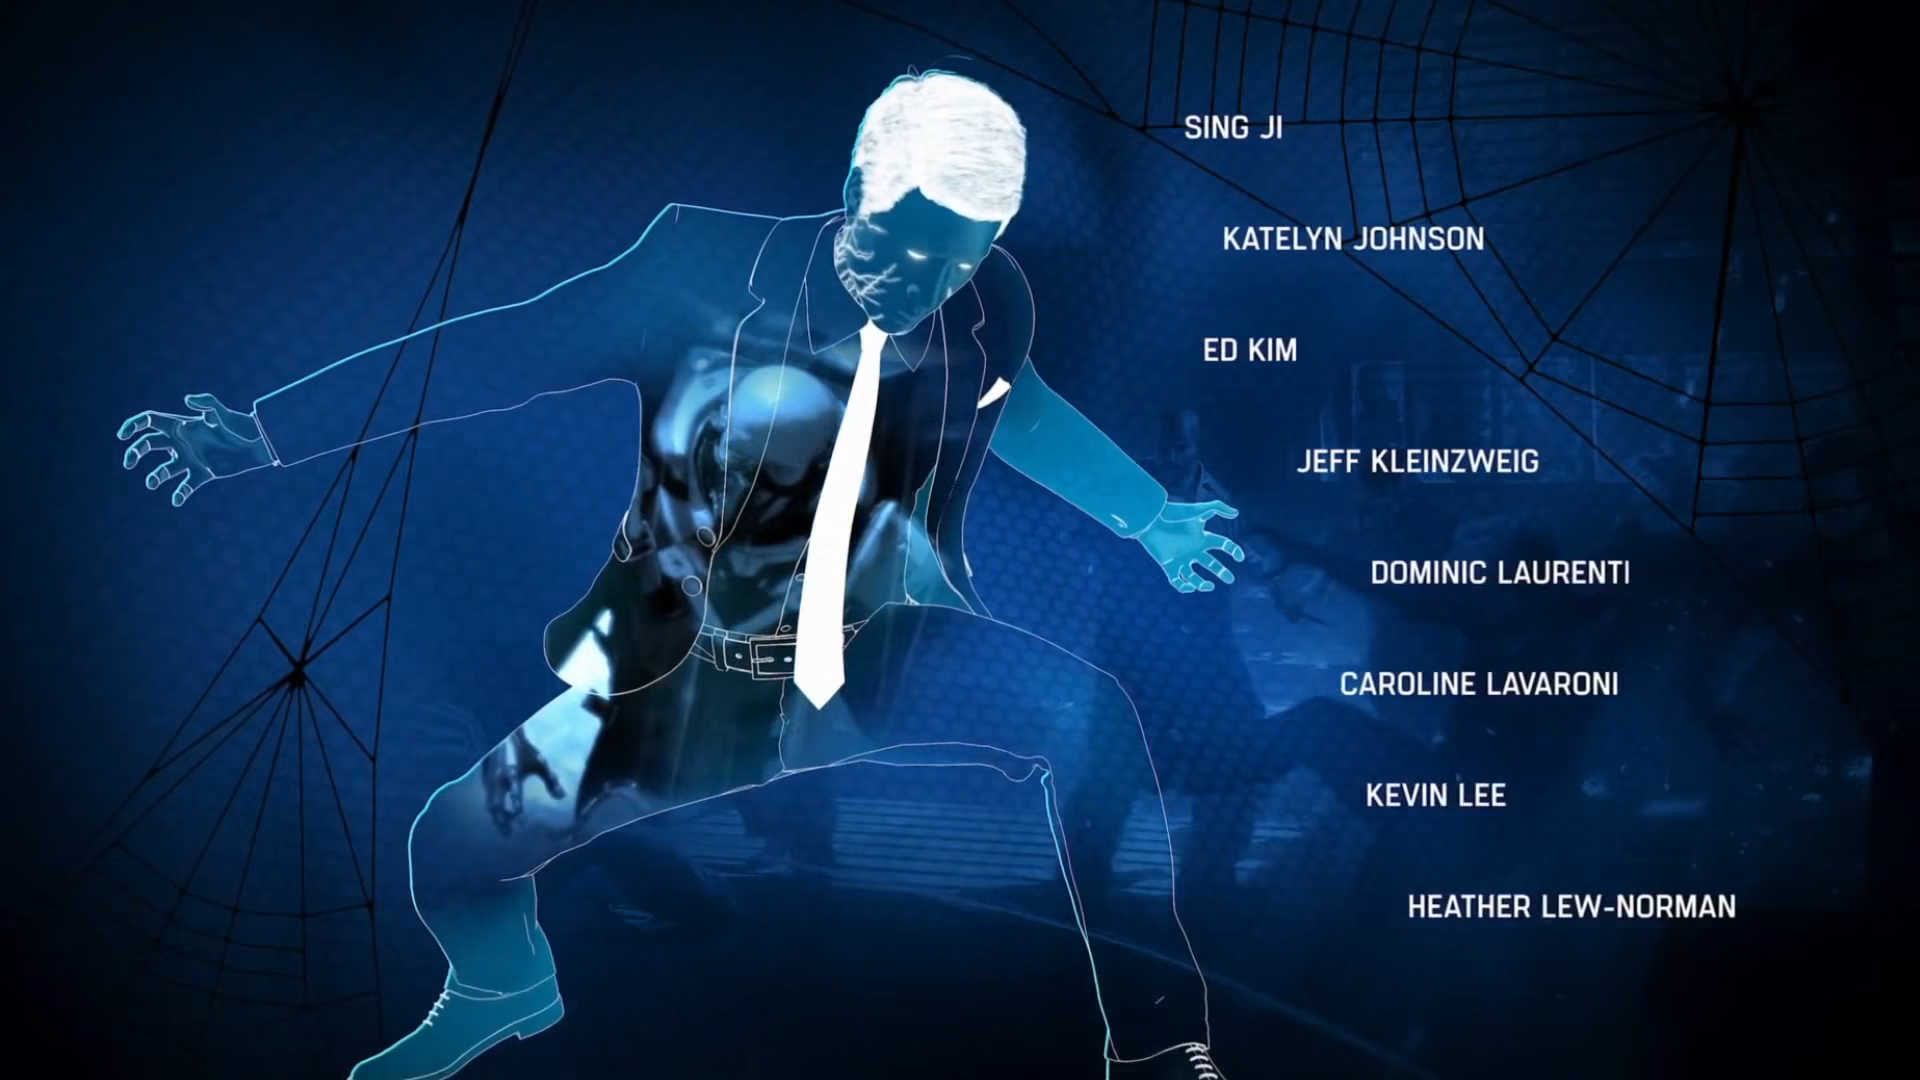 SING JI
KATELYN JOHNSON
ED KIM
JEFF KLEINZWEIG
DOMINIC LAURENTI
CAROLINE LAVARONI
KEVIN LEE
HEATHER LEW-NORMAN